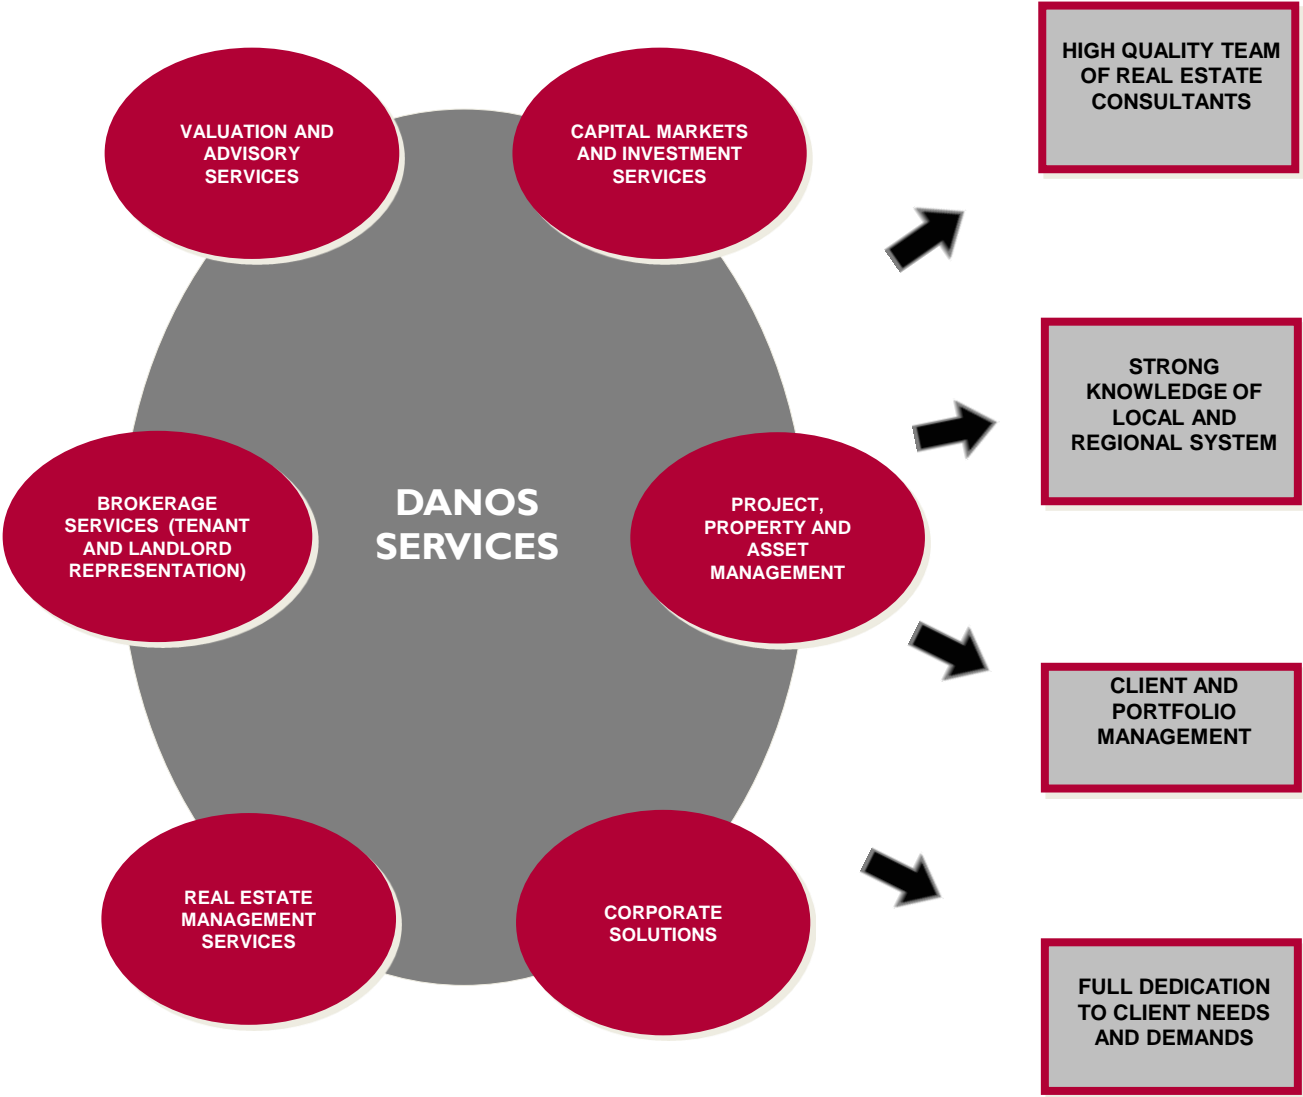 VALUATION AND
ADVISORY
SERVICES
CAPITAL MARKETS
AND INVESTMENT
SERVICES
BROKERAGE
SERVICES (TENANT
AND LANDLORD
REPRESENTATION)
DANOS
SERVICES
PROJECT,
PROPERTY AND
ASSET
MANAGEMENT
REAL ESTATE
MANAGEMENT
SERVICES
CORPORATE
SOLUTIONS
HIGH QUALITY TEAM
OF REAL ESTATE
CONSULTANTS
STRONG
KNOWLEDGE OF
LOCAL AND
REGIONAL SYSTEM
CLIENT AND
PORTFOLIO
MANAGEMENT
FULL DEDICATION
TO CLIENT NEEDS
AND DEMANDS